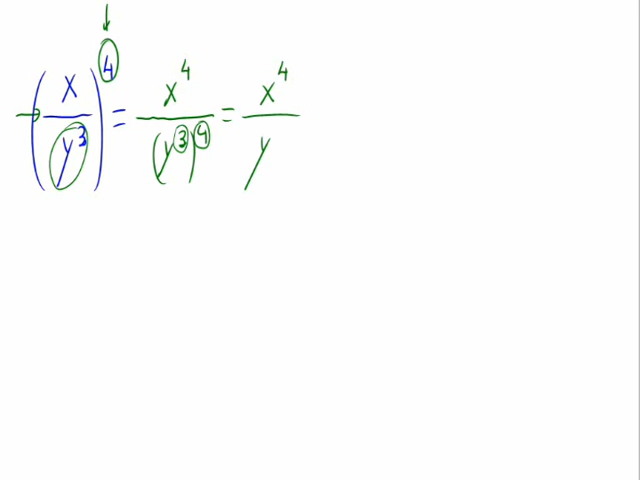 (x/y³)⁴ = x⁴/(y³)⁴ = x⁴/y